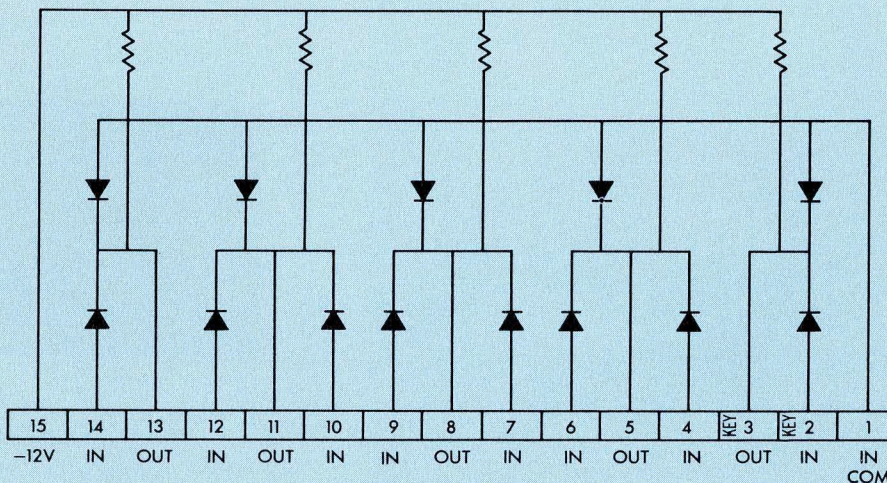 15 14 13 12 11 10 9 8 7 6 5 4 KEY 3 KEY 2 1
−12V IN OUT IN OUT IN IN OUT IN IN OUT IN OUT IN IN
COM